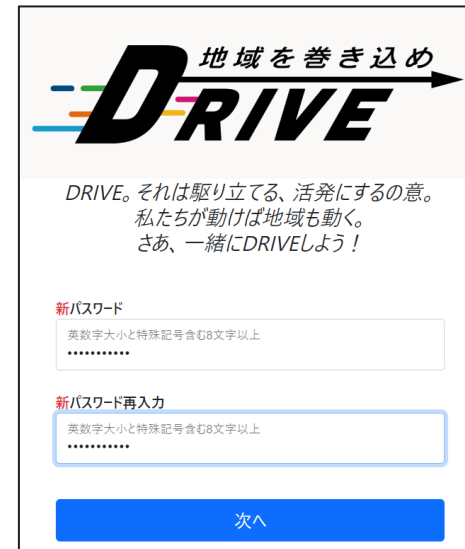 地域を巻き込め
DRIVE
DRIVE。それは駆り立てる、活発にするの意。
私たちが動けば地域も動く。
さあ、一緒にDRIVEしよう！
新パスワード
英数字大小と特殊記号含む8文字以上
•••••••••••
新パスワード再入力
英数字大小と特殊記号含む8文字以上
•••••••••••
次へ